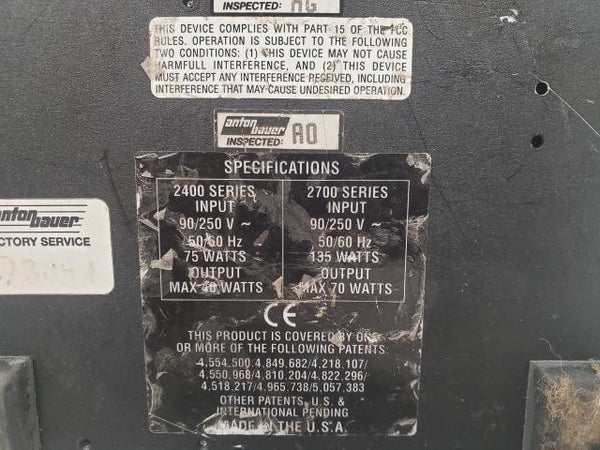 INSPECTED: AG
THIS DEVICE COMPLIES WITH PART 15 OF THE FCC
RULES. OPERATION IS SUBJECT TO THE FOLLOWING
TWO CONDITIONS: (1) THIS DEVICE MAY NOT CAUSE
HARMFULL INTERFERENCE, AND (2) THIS DEVICE
MUST ACCEPT ANY INTERFERENCE RECEIVED, INCLUDING
INTERFERENCE THAT MAY CAUSE UNDESIRED OPERATION.
anton
bauer
INSPECTED: AO
SPECIFICATIONS
2400 SERIES
INPUT
90/250 V ~
50/60 Hz
75 WATTS
OUTPUT
MAX 40 WATTS
2700 SERIES
INPUT
90/250 V ~
50/60 Hz
135 WATTS
OUTPUT
MAX 70 WATTS
CE
THIS PRODUCT IS COVERED BY ONE
OR MORE OF THE FOLLOWING PATENTS
4,554,500/4,849,682/4,218,107/
4,550,968/4,810,204/4,822,296/
4,518,217/4,965,738/5,057,383
OTHER PATENTS, U.S. &
INTERNATIONAL PENDING
MADE IN THE U.S.A.
anton
bauer
CTORY SERVICE